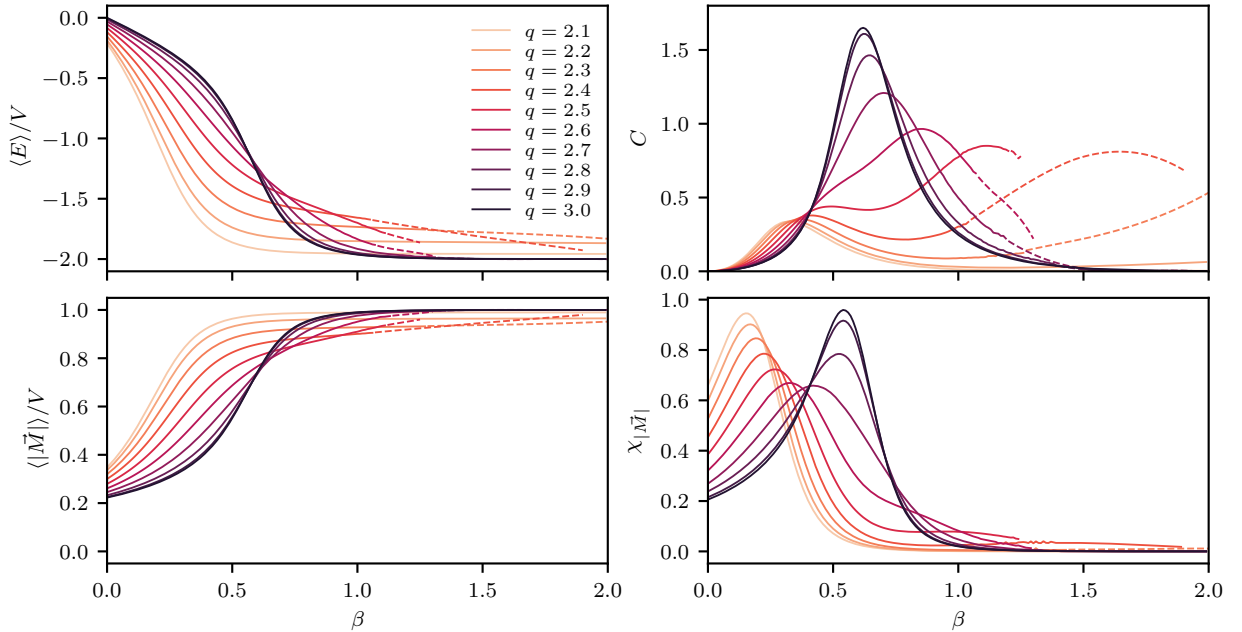 0.0
−0.5
−1.0
−1.5
−2.0
⟨E⟩/V
q = 2.1
q = 2.2
q = 2.3
q = 2.4
q = 2.5
q = 2.6
q = 2.7
q = 2.8
q = 2.9
q = 3.0
1.5
1.0
0.5
0.0
C
1.0
0.8
0.6
0.4
0.2
0.0
⟨|M⃗|⟩/V
0.0 0.5 1.0 1.5 2.0
β
1.0
0.8
0.6
0.4
0.2
0.0
χ|M⃗|
0.0 0.5 1.0 1.5 2.0
β